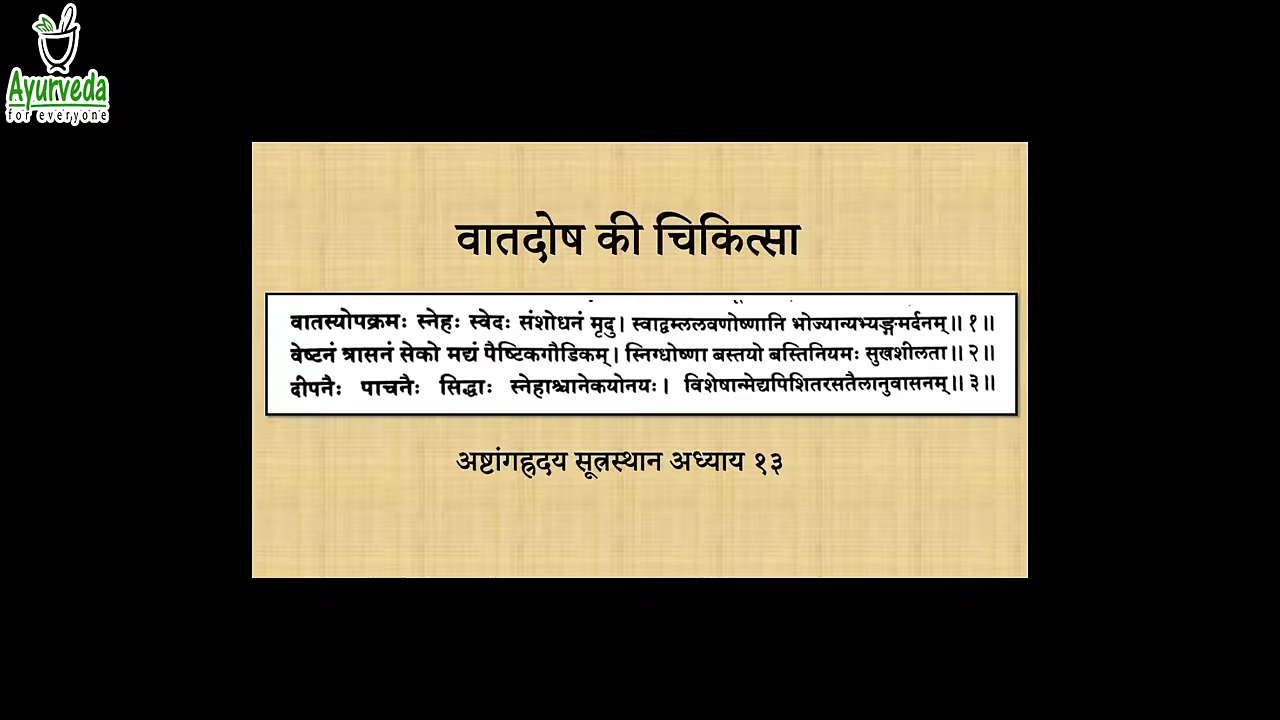 Ayurveda
for everyone
वातदोष की चिकित्सा
वातस्योपक्रमः स्नेहः स्वेदः संशोधनं मृदु। स्वाद्वम्ललवणोष्णानि भोज्यान्यभ्यङ्गमर्दनम्॥ १॥
वेष्टनं त्रासनं सेको मद्यं पैष्टिकगौडिकम्। स्निग्धोष्णा बस्तयो बस्तिनियमः सुखशीलता॥ २॥
दीपनैः पाचनैः सिद्धाः स्नेहाश्चानेकयोनयः। विशेषान्मेद्यपिशितरसतैलानुवासनम्॥ ३॥
अष्टांगह्रदय सूत्रस्थान अध्याय १३